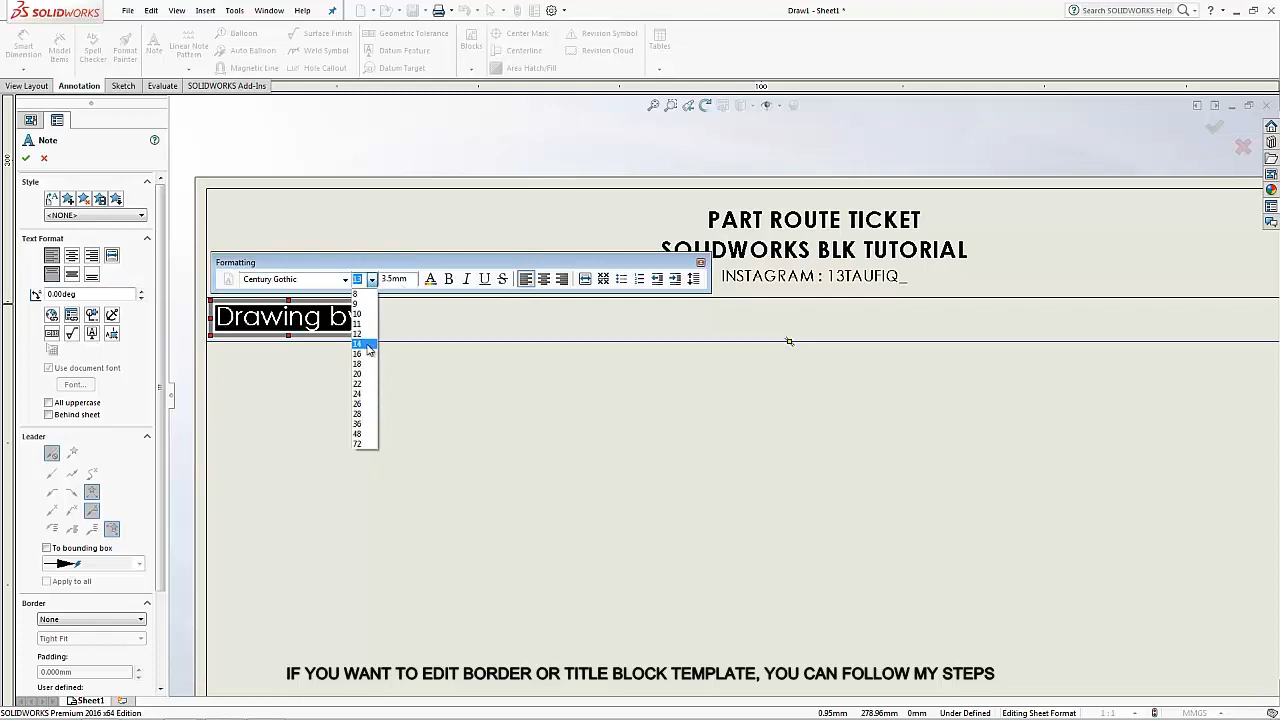 SOLIDWORKS
File Edit View Insert Tools Window Help
Draw1 - Sheet1 *
Search SOLIDWORKS Help
Smart Dimension
Model Items
Spell Checker
Format Painter
Note
Linear Note Pattern
Balloon
Auto Balloon
Magnetic Line
Surface Finish
Weld Symbol
Hole Callout
Geometric Tolerance
Datum Feature
Datum Target
Blocks
Center Mark
Centerline
Area Hatch/Fill
Revision Symbol
Revision Cloud
Tables
View Layout Annotation Sketch Evaluate SOLIDWORKS Add-Ins
100
300
Note
Style
<NONE>
Text Format
0.00deg
Use document font
Font...
All uppercase
Behind sheet
Leader
To bounding box
Apply to all
Border
None
Tight Fit
Padding:
0.000mm
User defined:
PART ROUTE TICKET
SOLIDWORKS BLK TUTORIAL
INSTAGRAM : 13TAUFIQ_
Formatting
Century Gothic 13 3.5mm
Drawing by
8
9
10
11
12
14
16
18
20
22
24
26
28
36
48
72
IF YOU WANT TO EDIT BORDER OR TITLE BLOCK TEMPLATE, YOU CAN FOLLOW MY STEPS
Sheet1
SOLIDWORKS Premium 2016 x64 Edition
0.95mm 278.96mm 0mm Under Defined Editing Sheet Format 1 : 1 MMGS